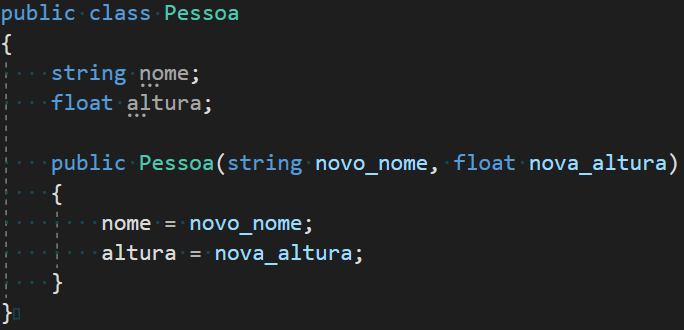 public class Pessoa
{
    string nome;
    float altura;

    public Pessoa(string novo_nome, float nova_altura)
    {
        nome = novo_nome;
        altura = nova_altura;
    }
}